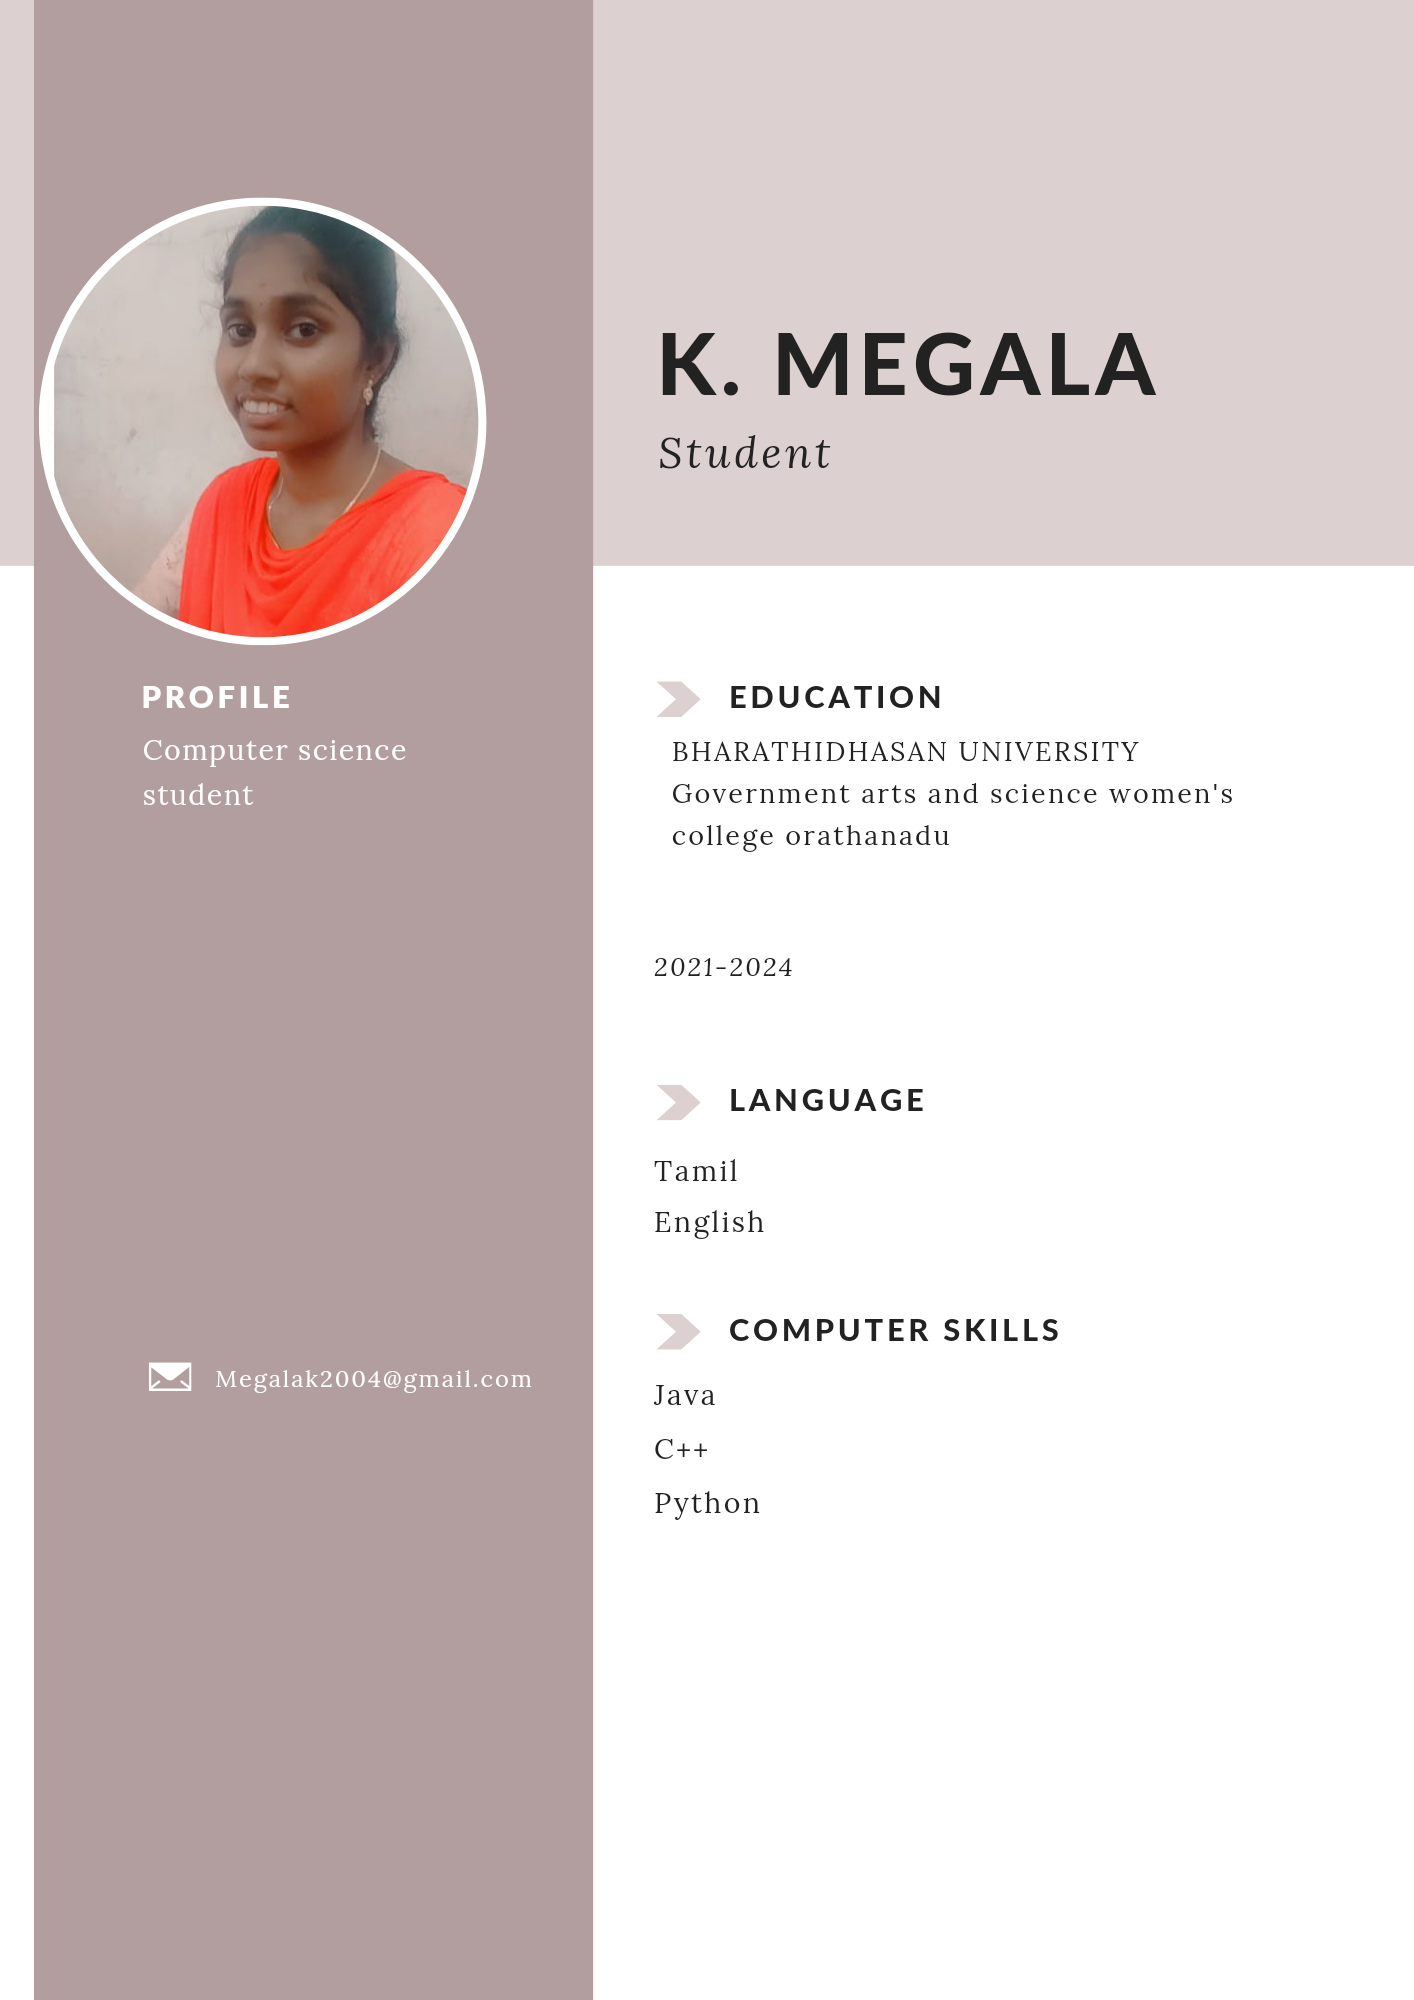 K. MEGALA
Student
PROFILE
Computer science
student
Megalak2004@gmail.com
EDUCATION
BHARATHIDHASAN UNIVERSITY
Government arts and science women's
college orathanadu
2021-2024
LANGUAGE
Tamil
English
COMPUTER SKILLS
Java
C++
Python